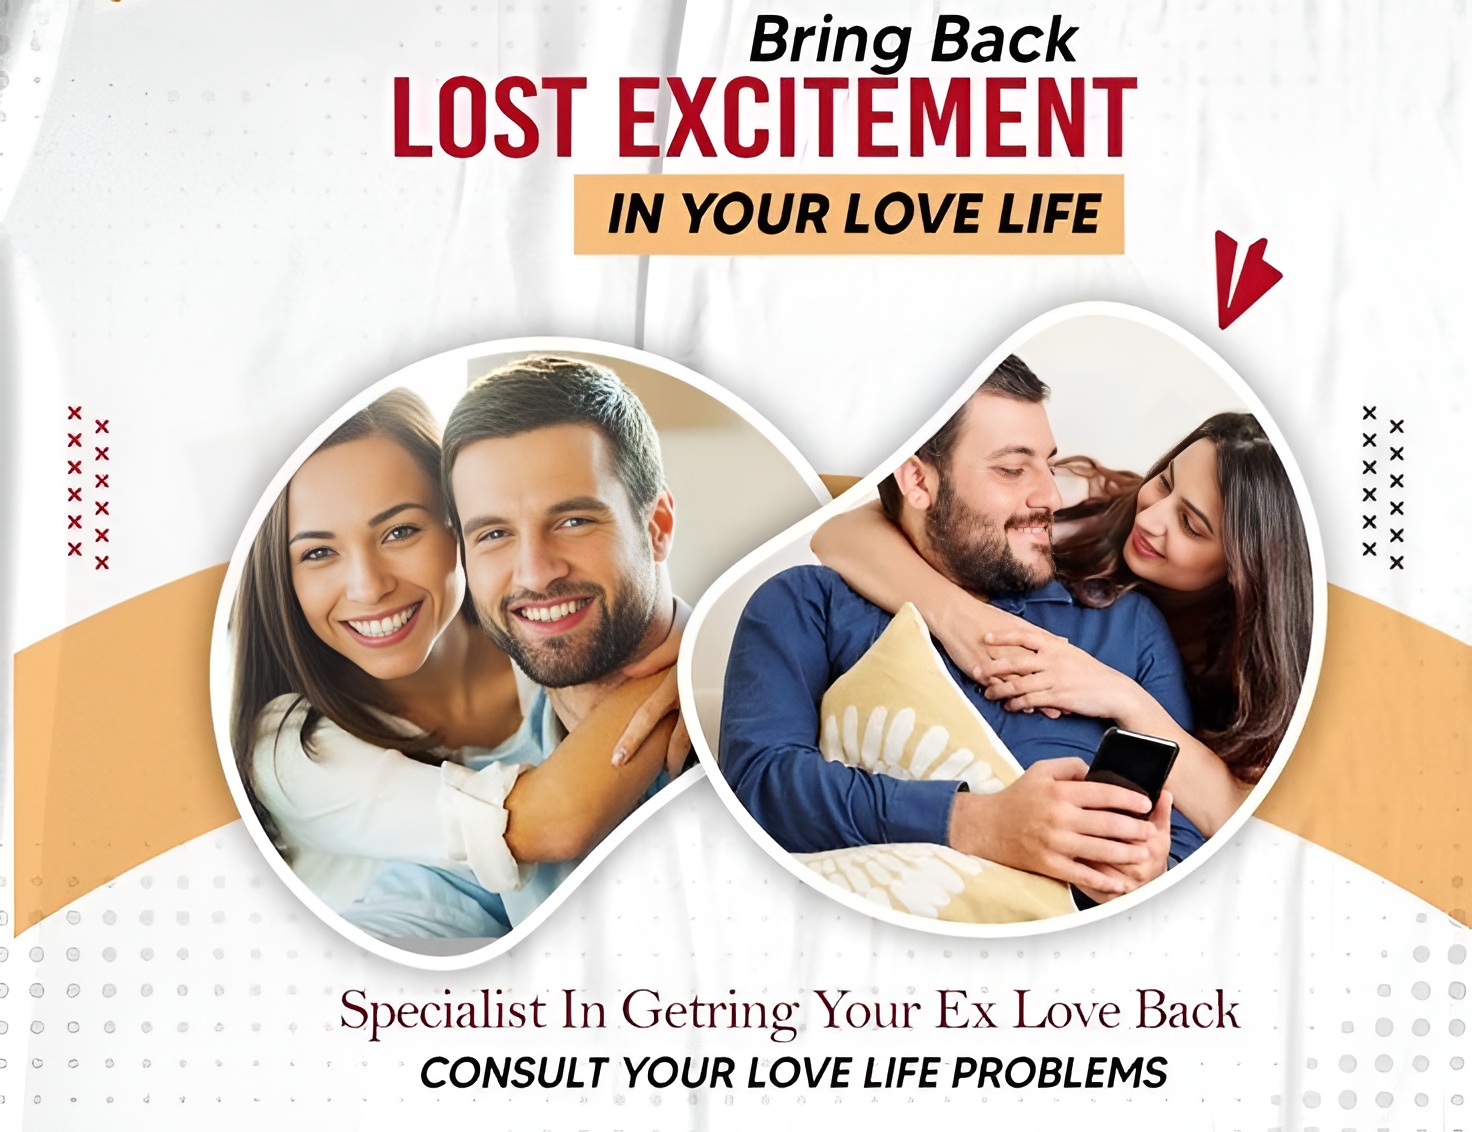 Bring Back
LOST EXCITEMENT
IN YOUR LOVE LIFE
Specialist In Getring Your Ex Love Back
CONSULT YOUR LOVE LIFE PROBLEMS